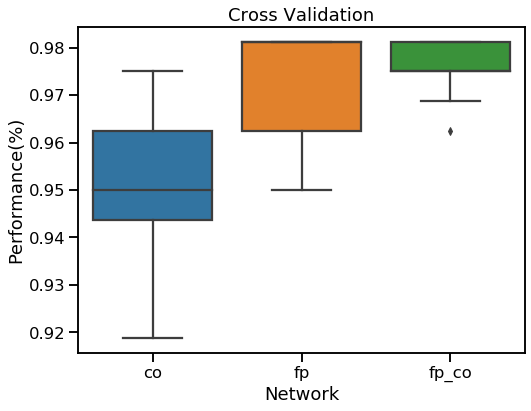 Cross Validation
Performance(%)
0.98
0.97
0.96
0.95
0.94
0.93
0.92
co fp fp_co
Network